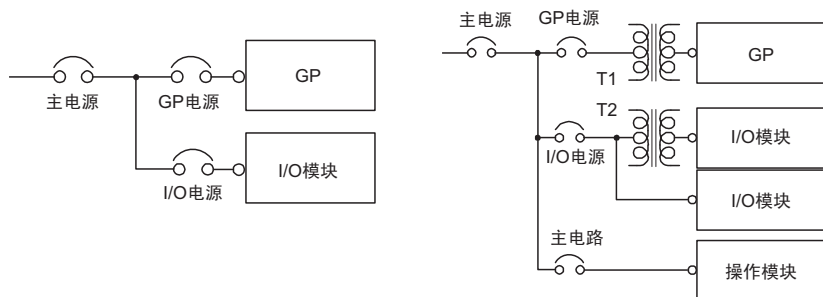 主电源
GP电源
GP
I/O电源
I/O模块
主电源
GP电源
T1
GP
T2
I/O电源
I/O模块
I/O模块
主电路
操作模块